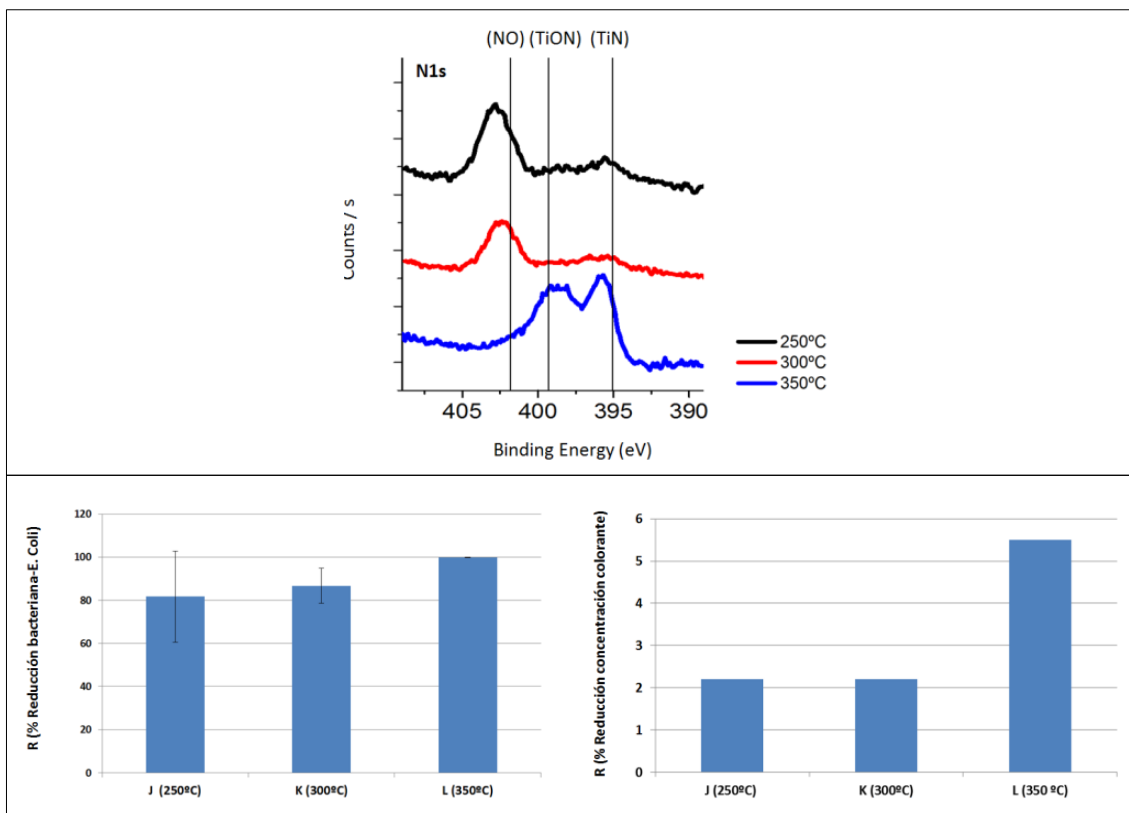 (NO) (TiON) (TiN)
N1s
Counts / s
250ºC
300ºC
350ºC
405 400 395 390
Binding Energy (eV)
R (% Reducción bacteriana-E. Coli)
120
100
80
60
40
20
0
J (250ºC) K (300ºC) L (350ºC)
R (% Reducción concentración colorante)
6
5
4
3
2
1
0
J (250ºC) K (300ºC) L (350 ºC)